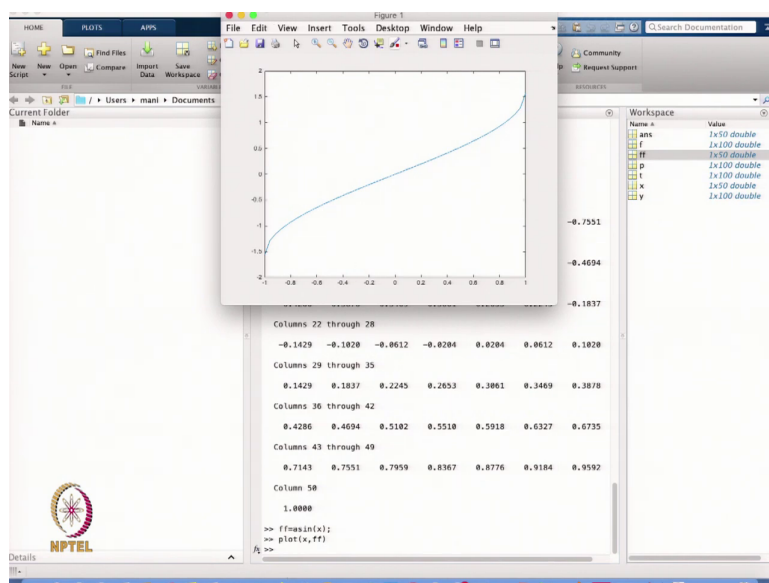 HOME PLOTS APPS
Figure 1
File Edit View Insert Tools Desktop Window Help
Search Documentation
New Script
New
Open
Find Files
Compare
Import Data
Save Workspace
Community
Request Support
FILE
RESOURCES
/ Users mani Documents
Current Folder
Name
Workspace
Name Value
ans 1x50 double
f 1x100 double
ff 1x50 double
p 1x100 double
t 1x100 double
x 1x50 double
y 1x100 double
2
1.5
1
0.5
0
-0.5
-1
-1.5
-2
-1 -0.8 -0.6 -0.4 -0.2 0 0.2 0.4 0.6 0.8 1
-0.7551
-0.4694
-0.1837
Columns 22 through 28
-0.1429 -0.1020 -0.0612 -0.0204 0.0204 0.0612 0.1020
Columns 29 through 35
0.1429 0.1837 0.2245 0.2653 0.3061 0.3469 0.3878
Columns 36 through 42
0.4286 0.4694 0.5102 0.5510 0.5918 0.6327 0.6735
Columns 43 through 49
0.7143 0.7551 0.7959 0.8367 0.8776 0.9184 0.9592
Column 50
1.0000
>> ff=asin(x);
>> plot(x,ff)
fx >>
NPTEL
Details